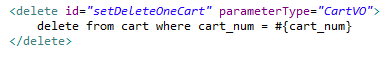 <delete id="setDeleteOneCart" parameterType="CartVO">
    delete from cart where cart_num = #{cart_num}
</delete>